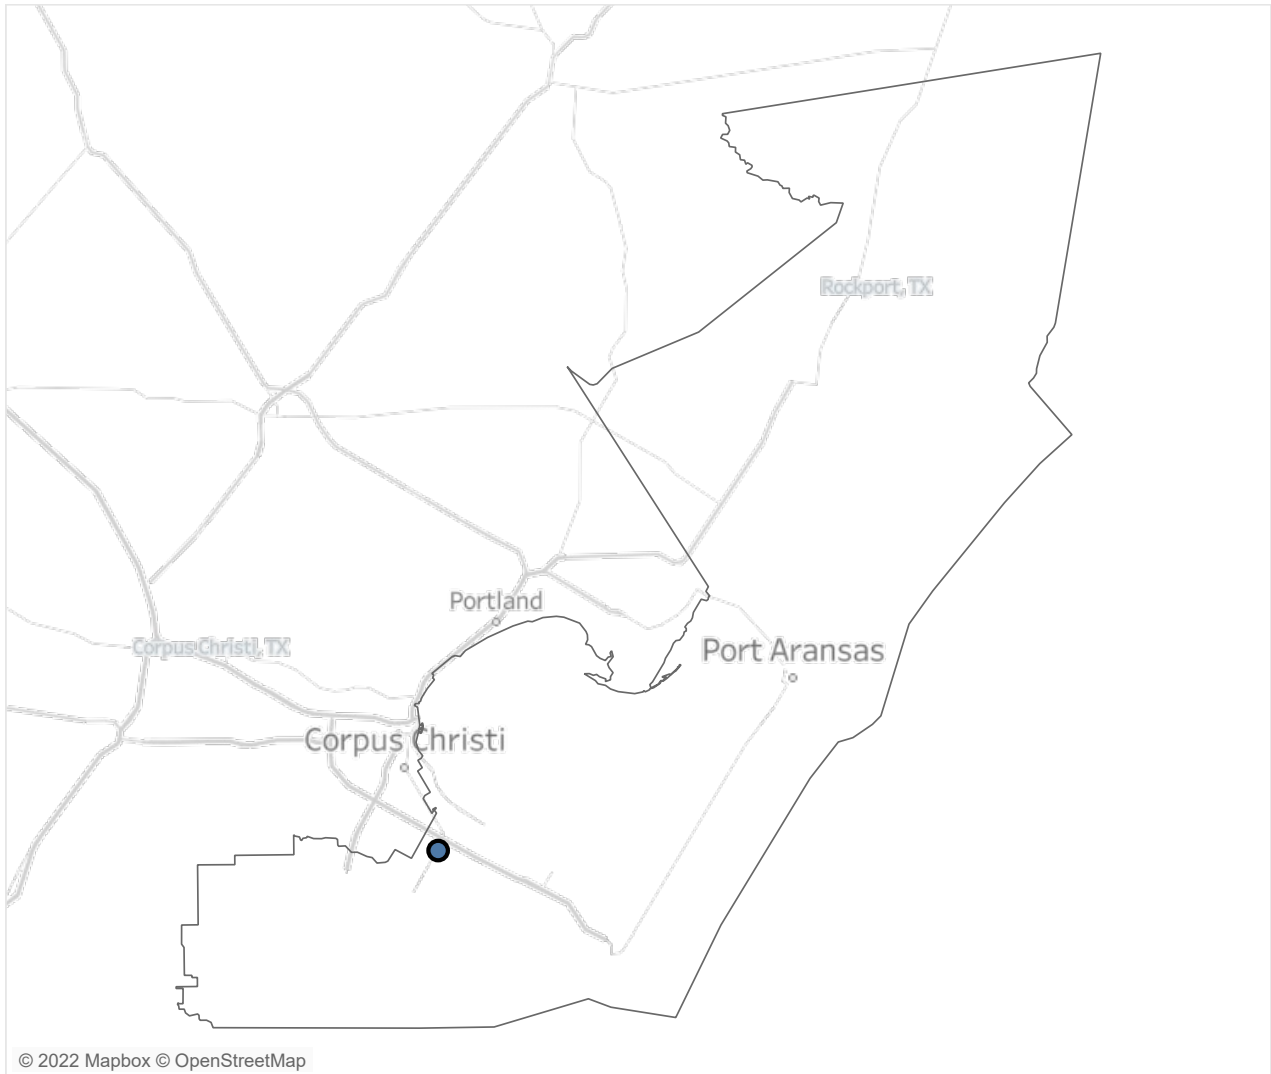 Rockport, TX
Portland
Corpus Christi, TX
Port Aransas
Corpus Christi
© 2022 Mapbox © OpenStreetMap